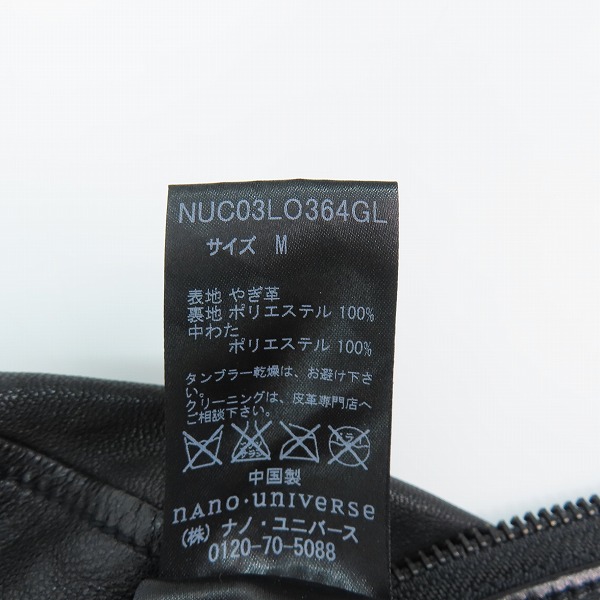 NUC03LO364GL
サイズ M
表地 やぎ革
裏地 ポリエステル 100%
中わた
ポリエステル 100%
タンブラー乾燥は、お避け下さ
い。
クリーニングは、皮革専門店へ
ご相談下さい。
中国製
nano・universe
(株) ナノ・ユニバース
0120-70-5088